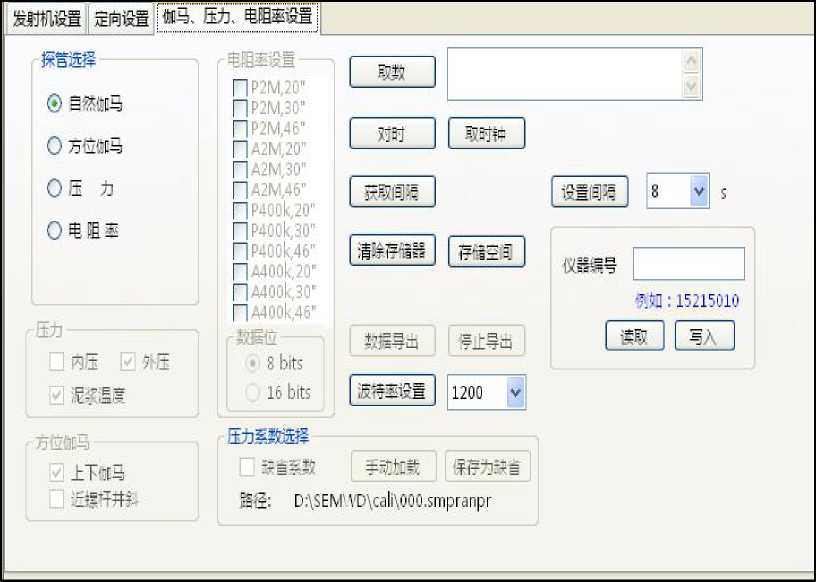 发射机设置 定向设置 伽马、压力、电阻率设置
探管选择
自然伽马
方位伽马
压 力
电 阻 率
电阻率设置
P2M,20"
P2M,30"
P2M,46"
A2M,20"
A2M,30"
A2M,46"
P400k,20"
P400k,30"
P400k,46"
A400k,20"
A400k,30"
A400k,46"
取数
对时 取时钟
获取间隔 设置间隔 8 s
清除存储器 存储空间
仪器编号
例如：15215010
读取 写入
压力
内压 外压
泥浆温度
数据位
8 bits
16 bits
数据导出 停止导出
波特率设置 1200
方位伽马
上下伽马
近螺杆井斜
压力系数选择
缺省系数 手动加载 保存为缺省
路径: D:\SEMWD\cali\000.smpranpr